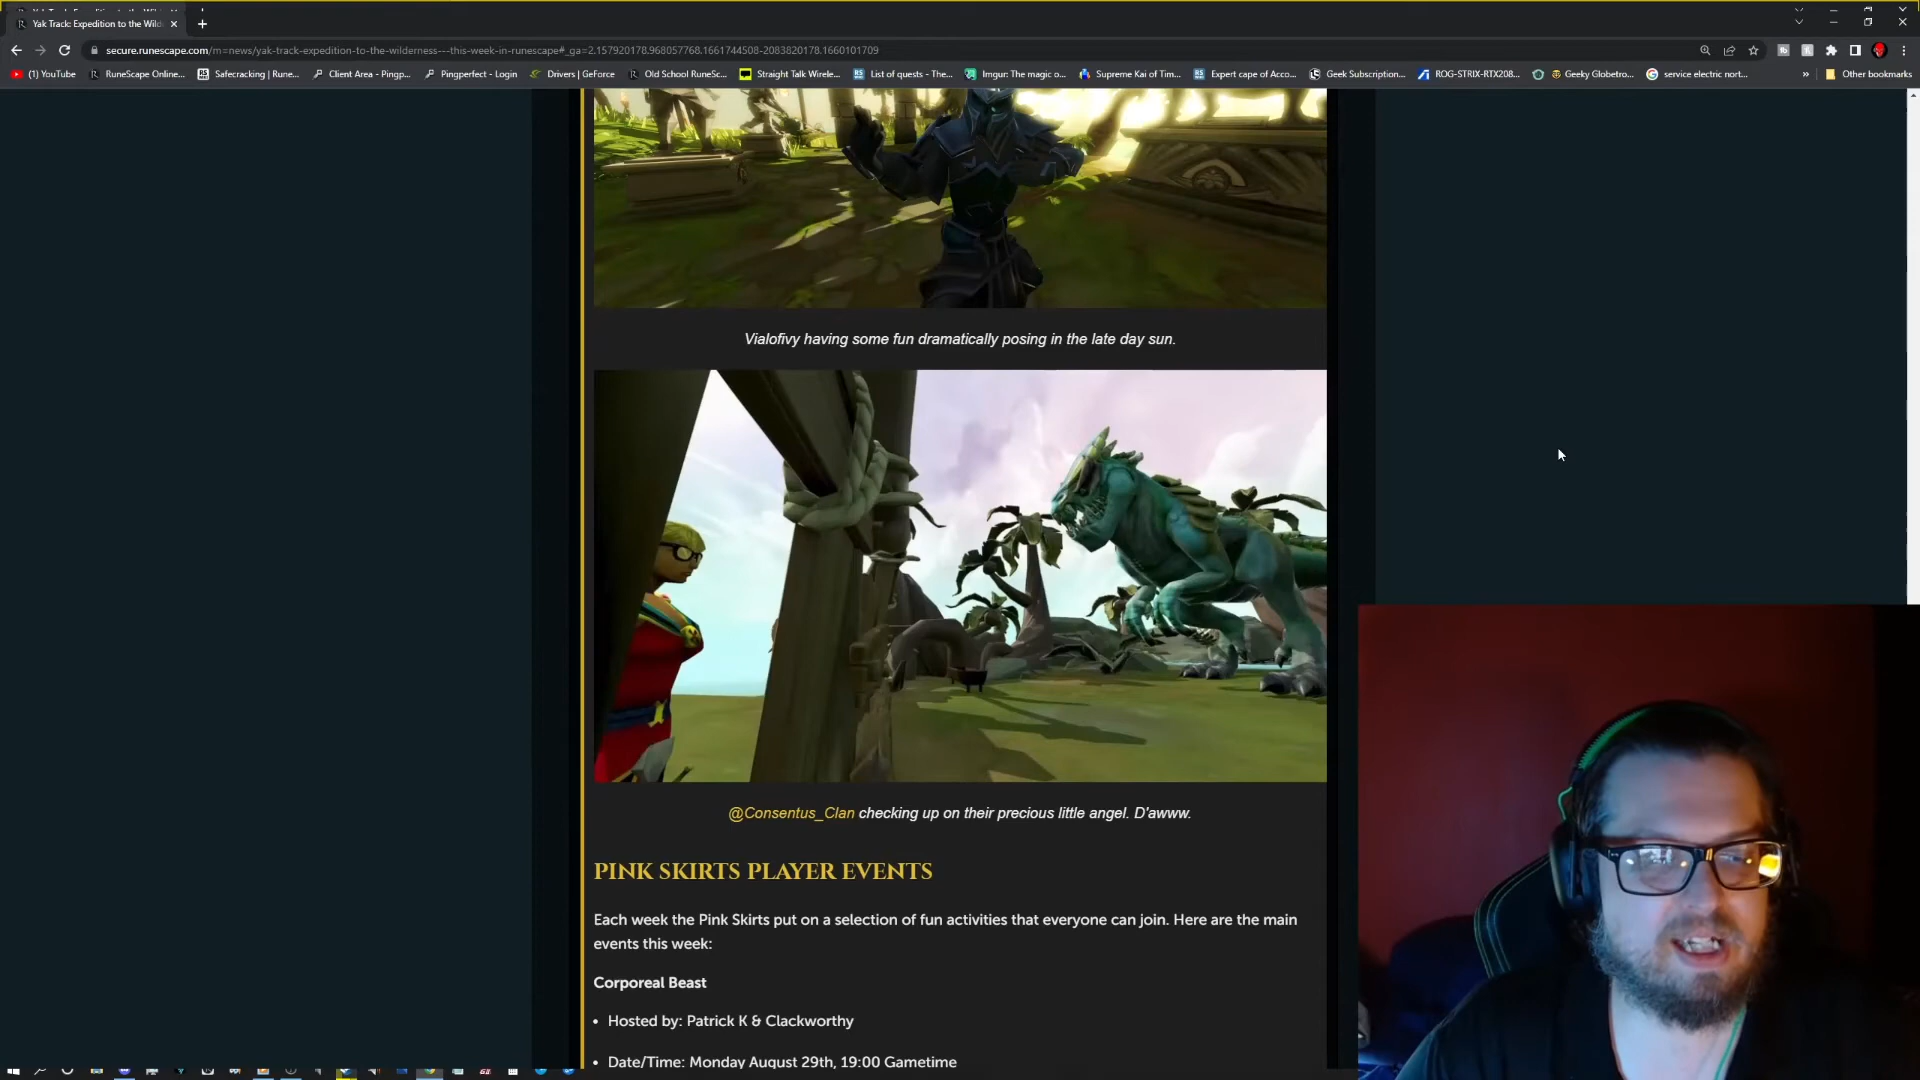 Yak Track: Expedition to the Wild
secure.runescape.com/m=news/yak-track-expedition-to-the-wilderness---this-week-in-runescape#_ga=2.157920178.968057768.1661744508-2083820178.1660101709
(1) YouTube RuneScape Online... Safecracking | Rune... Client Area - Pingp... Pingperfect - Login Drivers | GeForce Old School RuneSc... Straight Talk Wirele... List of quests - The... Imgur: The magic o... Supreme Kai of Tim... Expert cape of Acco... Geek Subscription... ROG-STRIX-RTX208... Geeky Globetro... service electric nort... » Other bookmarks
Vialofivy having some fun dramatically posing in the late day sun.
@Consentus_Clan checking up on their precious little angel. D'awww.
PINK SKIRTS PLAYER EVENTS
Each week the Pink Skirts put on a selection of fun activities that everyone can join. Here are the main
events this week:
Corporeal Beast
• Hosted by: Patrick K & Clackworthy
• Date/Time: Monday August 29th, 19:00 Gametime